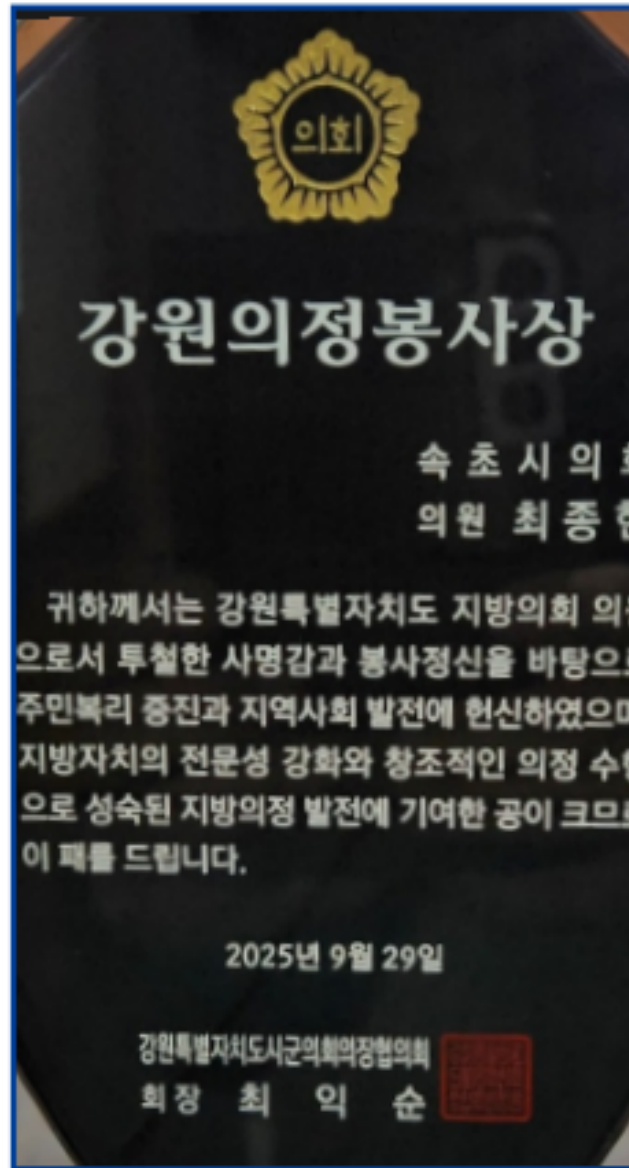 의회
강원의정봉사상
속 초 시 의
의원 최 종
귀하께서는 강원특별자치도 지방의회 의
으로서 투철한 사명감과 봉사정신을 바탕으
주민복리 증진과 지역사회 발전에 헌신하였으며
지방자치의 전문성 강화와 창조적인 의정 수
으로 성숙된 지방의정 발전에 기여한 공이 크므로
이 패를 드립니다.
2025년 9월 29일
강원특별자치도시군의회의장협의회
회장 최 익 순